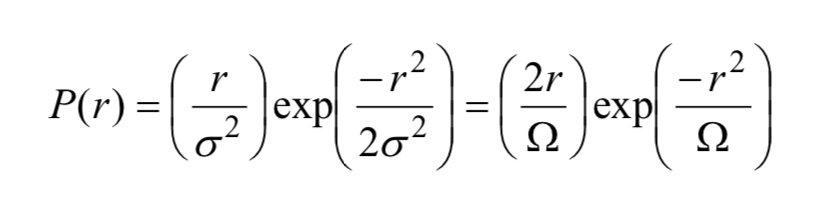 P(r) = (r/σ²) exp(−r²/2σ²) = (2r/Ω) exp(−r²/Ω)